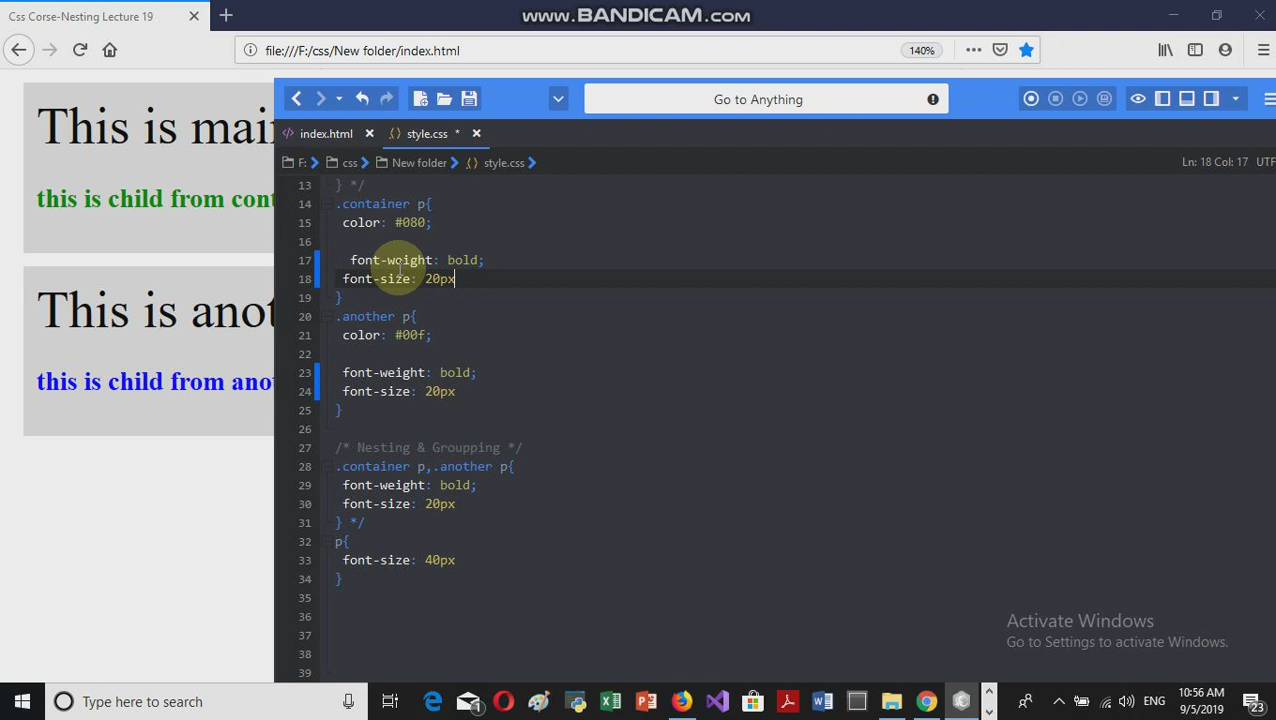 Css Corse-Nesting Lecture 19
www.BANDICAM.com
file:///F:/css/New folder/index.html
140%
This is mai
this is child from cont
This is anot
this is child from anot
Go to Anything
index.html
style.css *
F:
css
New folder
style.css
Ln: 18 Col: 17
UTF
13 } */
14 .container p{
15 color: #080;
16
17 font-weight: bold;
18 font-size: 20px
19 }
20 .another p{
21 color: #00f;
22
23 font-weight: bold;
24 font-size: 20px
25 }
26
27 /* Nesting & Groupping */
28 .container p,.another p{
29 font-weight: bold;
30 font-size: 20px
31 } */
32 p{
33 font-size: 40px
34 }
35
36
37
38
39
Activate Windows
Go to Settings to activate Windows.
Type here to search
ENG
10:56 AM
9/5/2019
23